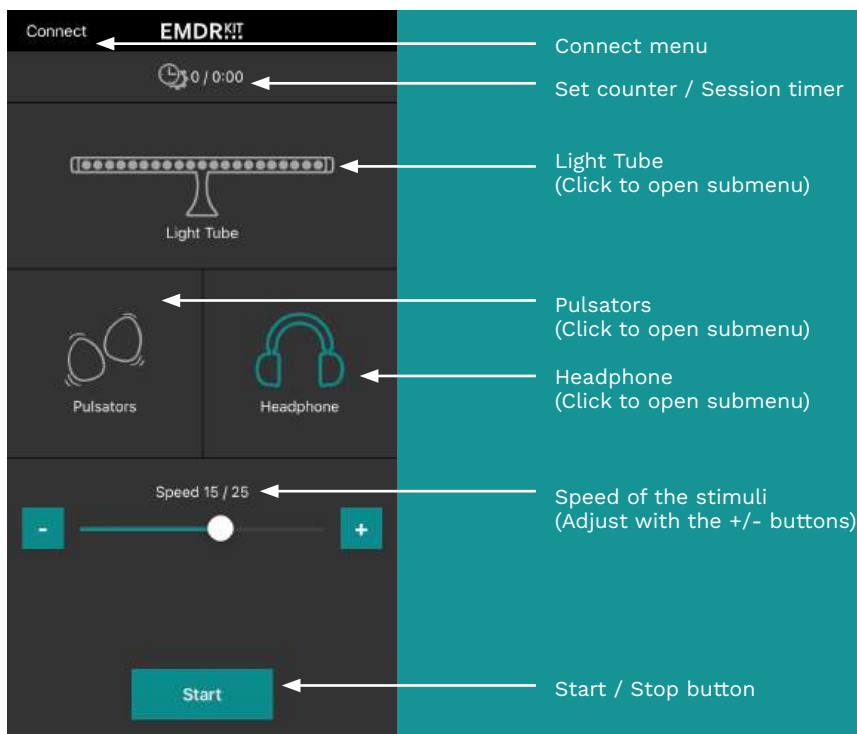 Connect
EMDRKIT
0 / 0:00
Light Tube
Pulsators
Headphone
Speed 15 / 25
-
+
Start
Connect menu
Set counter / Session timer
Light Tube
(Click to open submenu)
Pulsators
(Click to open submenu)
Headphone
(Click to open submenu)
Speed of the stimuli
(Adjust with the +/- buttons)
Start / Stop button